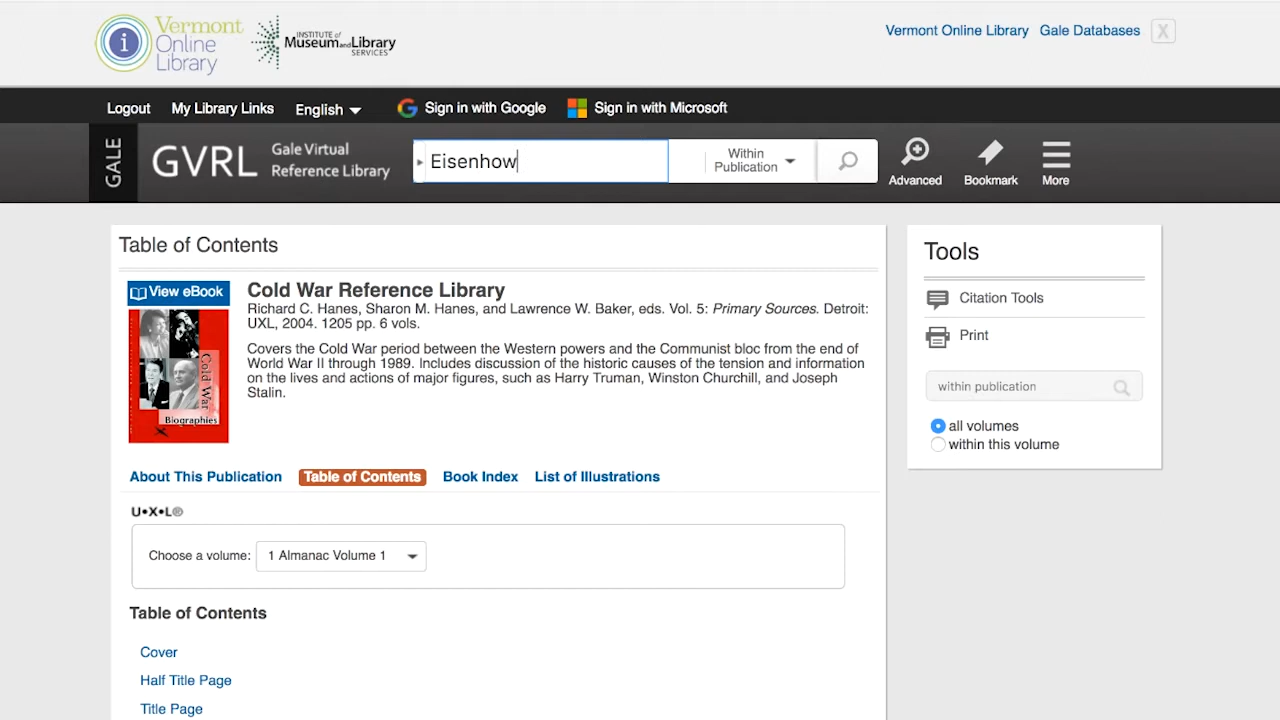 Vermont
Online
Library
INSTITUTE of
Museum and Library
SERVICES
Vermont Online Library Gale Databases X
Logout My Library Links English Sign in with Google Sign in with Microsoft
GALE
GVRL
Gale Virtual
Reference Library
Eisenhow
Within
Publication
Advanced Bookmark More
Table of Contents
View eBook
Cold War
Biographies
Cold War Reference Library
Richard C. Hanes, Sharon M. Hanes, and Lawrence W. Baker, eds. Vol. 5: Primary Sources. Detroit:
UXL, 2004. 1205 pp. 6 vols.
Covers the Cold War period between the Western powers and the Communist bloc from the end of
World War II through 1989. Includes discussion of the historic causes of the tension and information
on the lives and actions of major figures, such as Harry Truman, Winston Churchill, and Joseph
Stalin.
About This Publication Table of Contents Book Index List of Illustrations
U•X•L®
Choose a volume: 1 Almanac Volume 1
Table of Contents
Cover
Half Title Page
Title Page
Tools
Citation Tools
Print
within publication
all volumes
within this volume